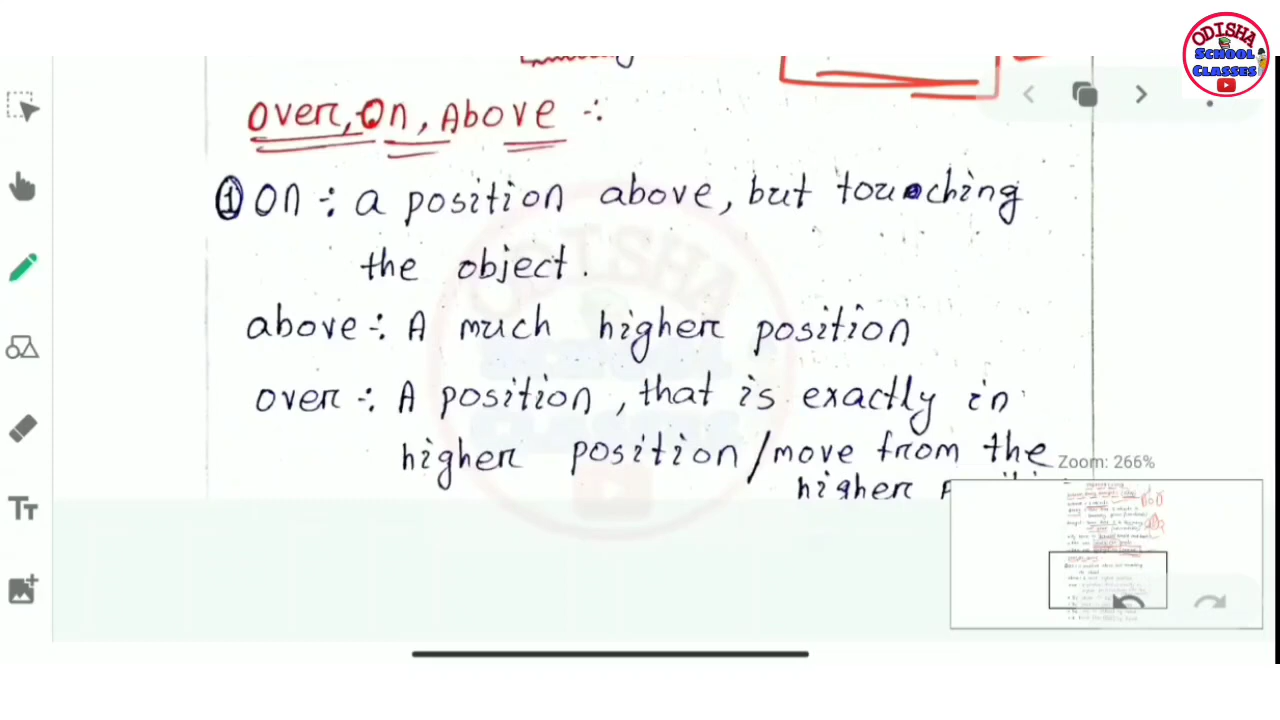 ODISHA
SCHOOL
CLASSES
over, On, Above :-
① On :- a position above, but touching
the object.
above :- A much higher position
over :- A position, that is exactly in
higher position/move from the
higher
Zoom: 266%
Tт